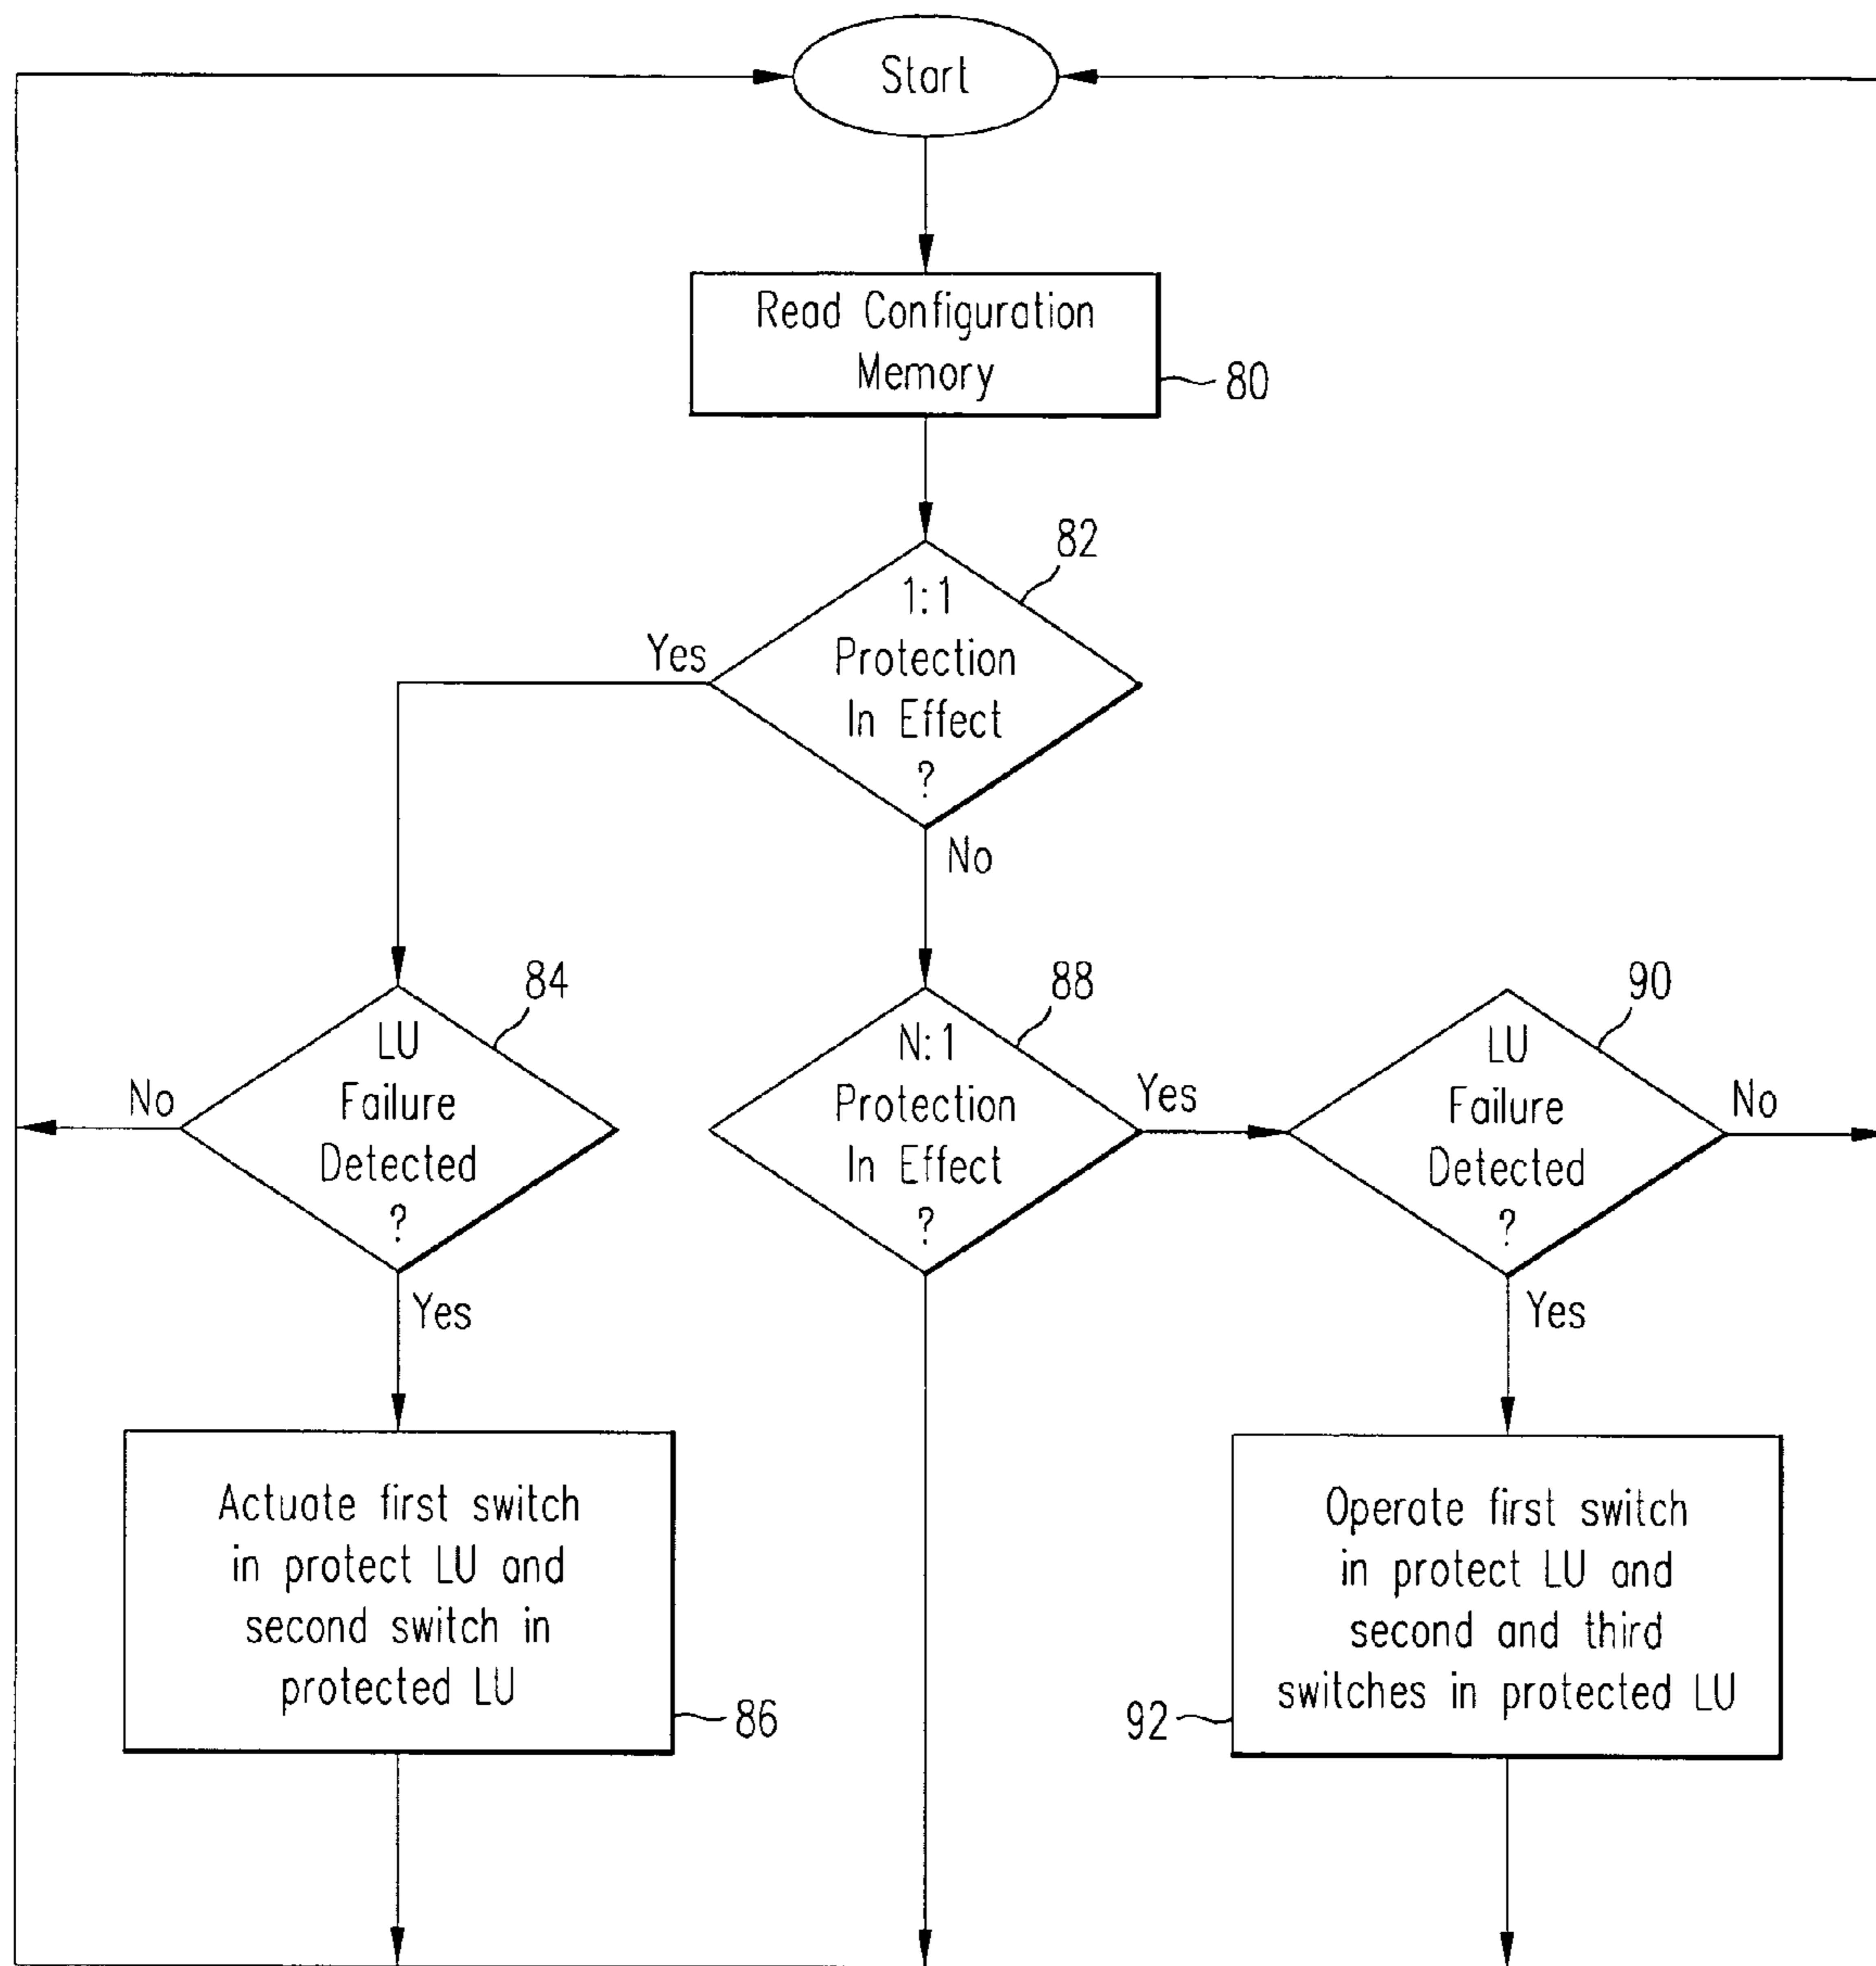 Start
Read Configuration
Memory
80
82
1:1
Protection
In Effect
?
Yes
No
84
LU
Failure
Detected
?
No
Yes
88
N:1
Protection
In Effect
?
Yes
90
LU
Failure
Detected
?
No
Yes
Actuate first switch
in protect LU and
second switch in
protected LU
86
Operate first switch
in protect LU and
second and third
switches in protected LU
92